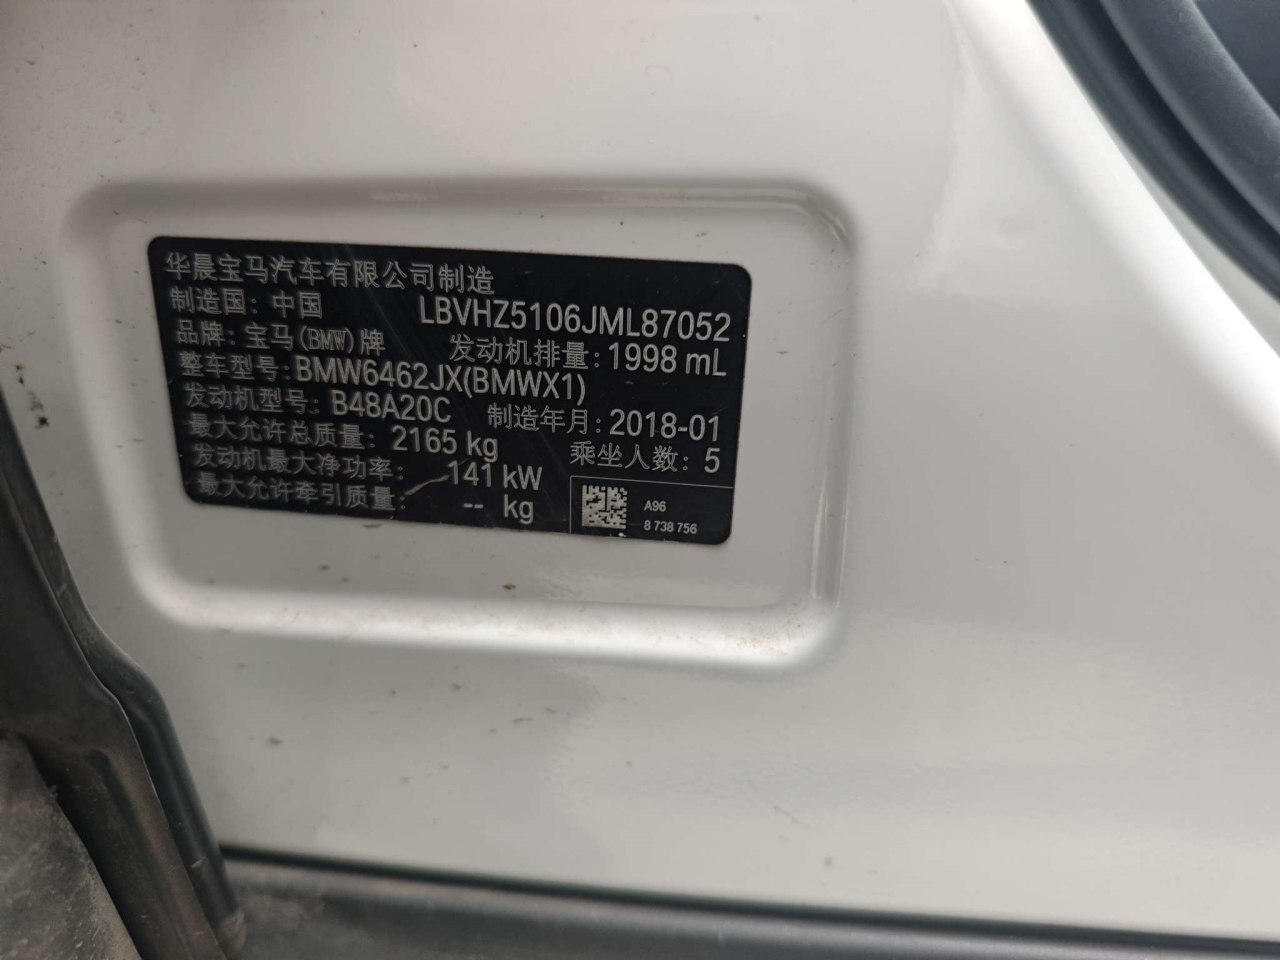 华晨宝马汽车有限公司制造
制造国: 中国 LBVHZ5106JML87052
品牌: 宝马(BMW)牌 发动机排量: 1998 mL
整车型号: BMW6462JX(BMWX1)
发动机型号: B48A20C 制造年月: 2018-01
最大允许总质量: 2165 kg 乘坐人数: 5
发动机最大净功率: 141 kW
最大允许牵引质量: -- kg
A96
8 738 756